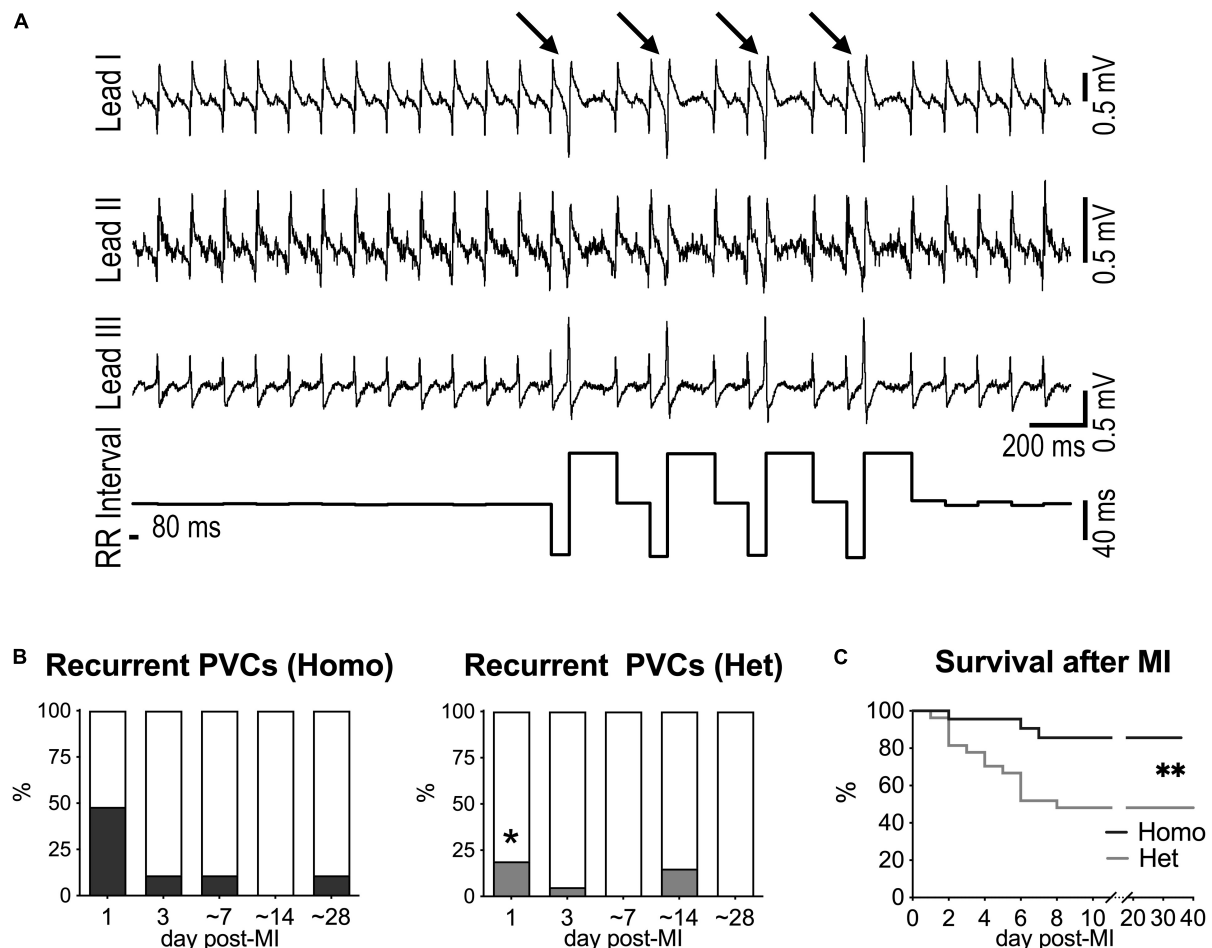 A
Lead I
0.5 mV
Lead II
0.5 mV
Lead III
0.5 mV
200 ms
RR Interval
80 ms
40 ms
B
Recurrent PVCs (Homo)
100
75
50
25
0
%
1 3 ~7 ~14 ~28
day post-MI
Recurrent PVCs (Het)
100
75
50
25
0
%
*
1 3 ~7 ~14 ~28
day post-MI
C
Survival after MI
100
80
60
40
20
0
%
**
Homo
Het
0 2 4 6 8 10 20 30 40
day post-MI